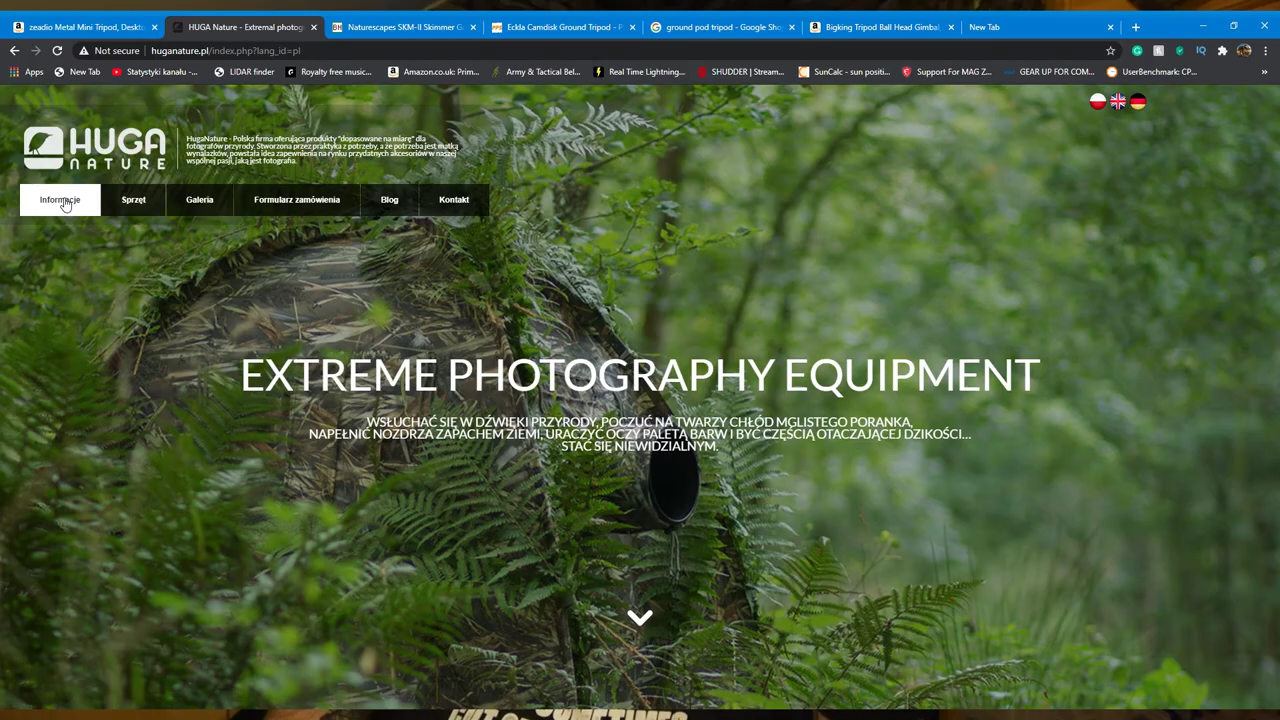 zeadio Metal Mini Tripod, Deskto
HUGA Nature - Extremal photog
Naturescapes SKM-II Skimmer G
Eckla Camdisk Ground Tripod - P
ground pod tripod - Google Sho
Bigking Tripod Ball Head Gimbal
New Tab
Not secure
huganature.pl/index.php?lang_id=pl
Apps
New Tab
Statystyki kanału -...
LIDAR finder
Royalty free music...
Amazon.co.uk: Prim...
Army & Tactical Bel...
Real Time Lightning...
SHUDDER | Stream...
SunCalc - sun positi...
Support For MAG Z...
GEAR UP FOR COM...
UserBenchmark: CP...
HUGA
NATURE
HugaNature - Polska firma oferująca produkty "dopasowane na miarę" dla
fotografów przyrody. Stworzona przez praktyka z potrzeby, a że potrzeba jest matką
wynalazków, powstała idea zapewnienia na rynku przydatnych akcesoriów w naszej
wspólnej pasji, jaką jest fotografia.
Informacje
Sprzęt
Galeria
Formularz zamówienia
Blog
Kontakt
EXTREME PHOTOGRAPHY EQUIPMENT
WSŁUCHAĆ SIĘ W DŹWIĘKI PRZYRODY, POCZUĆ NA TWARZY CHŁÓD MGLISTEGO PORANKA,
NAPEŁNIĆ NOZDRZA ZAPACHEM ZIEMI, URACZYĆ OCZY PALETĄ BARW I BYĆ CZĘŚCIĄ OTACZAJĄCEJ DZIKOŚCI...
STAĆ SIĘ NIEWIDZIALNYM.
SOMETIMES